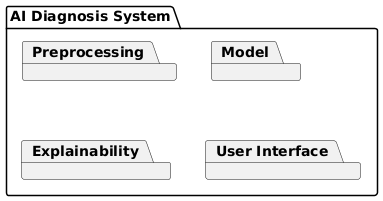 AI Diagnosis System
Preprocessing
Model
Explainability
User Interface